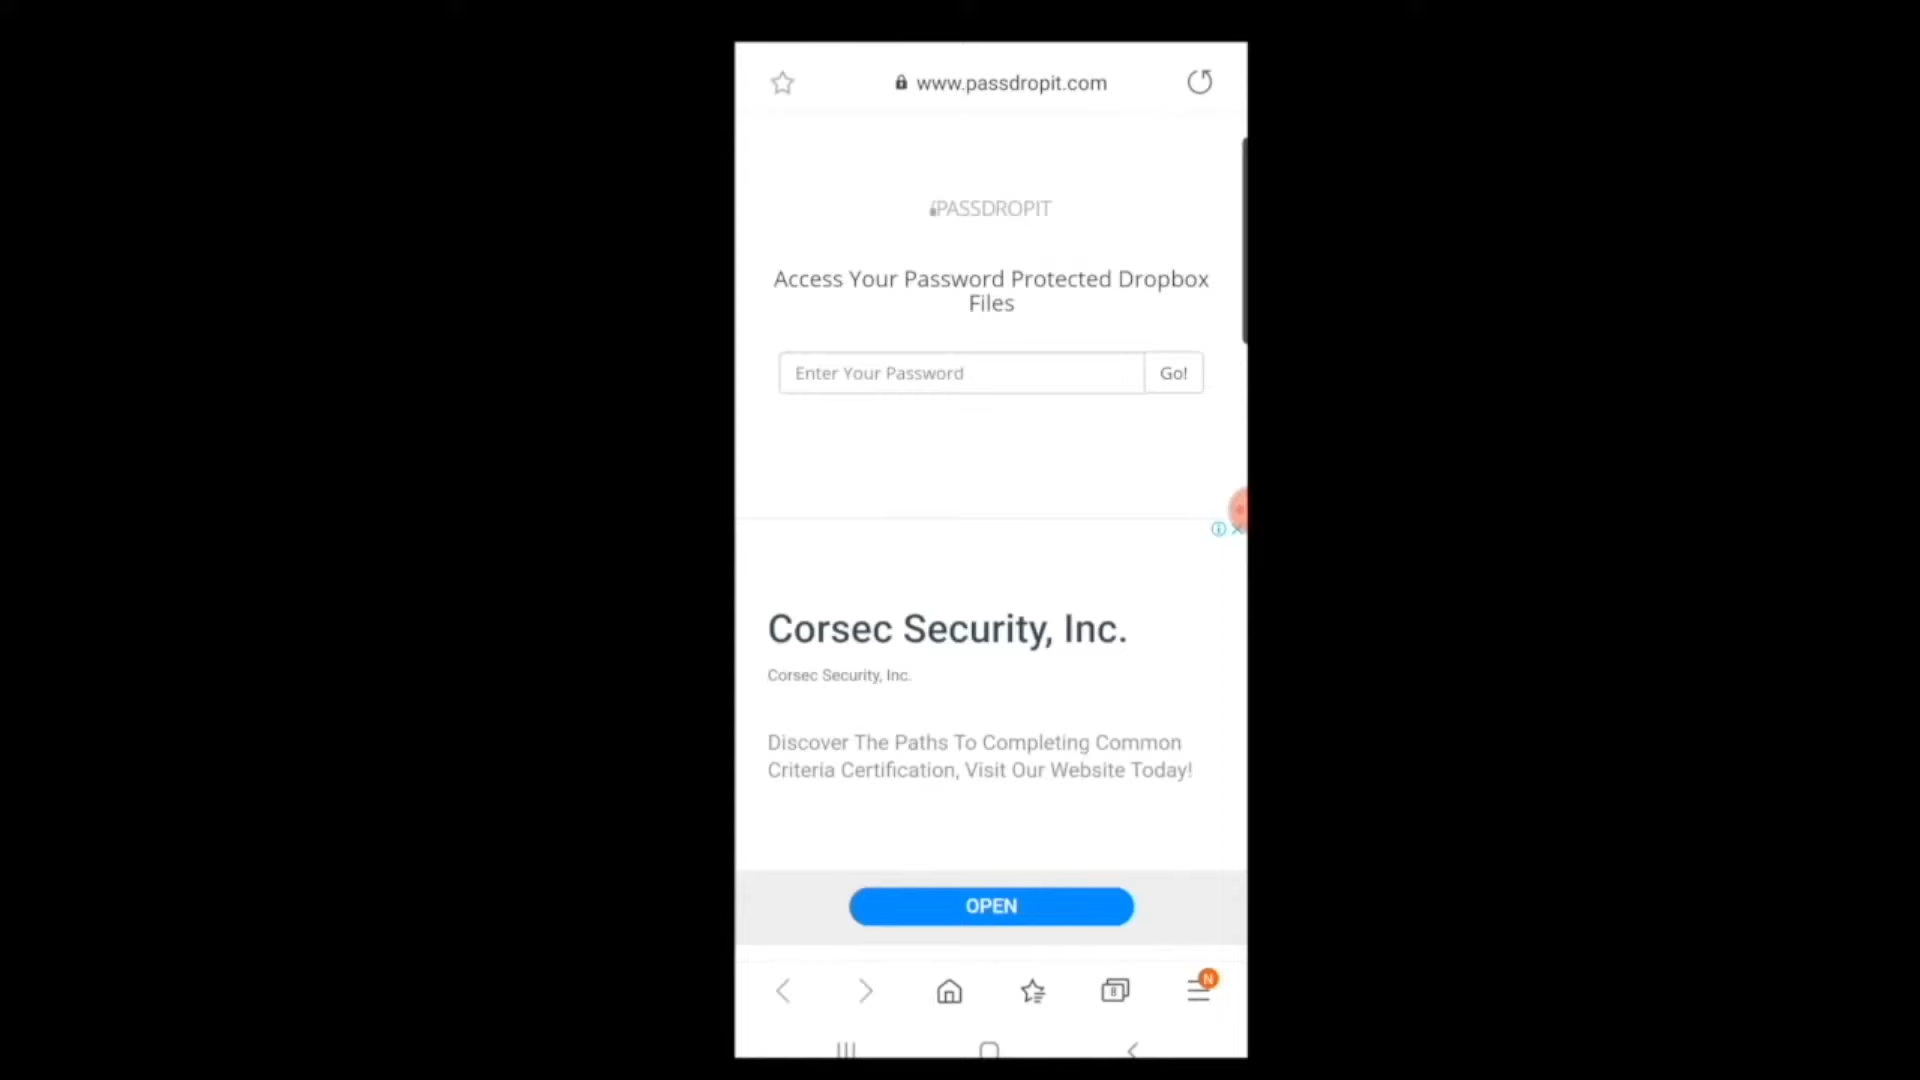 www.passdropit.com
PASSDROPIT
Access Your Password Protected Dropbox
Files
Enter Your Password
Go!
Corsec Security, Inc.
Corsec Security, Inc.
Discover The Paths To Completing Common
Criteria Certification, Visit Our Website Today!
OPEN
8
N